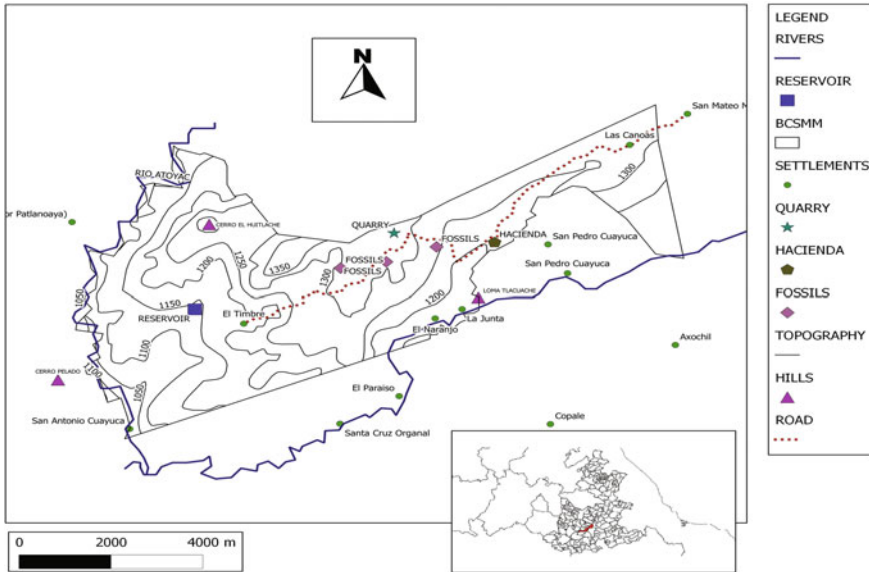 N
San Mateo M
Las Canoas
1300
RIO ATOYAC
or Patlanoaya)
CERRO EL HUITLACHE
QUARRY
HACIENDA
FOSSILS
San Pedro Cuayuca
1250
1350
FOSSILS
FOSSILS
1200
1300
San Pedro Cuayuca
1050
1150
1200
LOMA TLACUACHE
RESERVOIR
El Timbre
La Junta
El Naranjo
1100
Axochil
1100
CERRO PELADO
1050
El Paraiso
San Antonio Cuayuca
Santa Cruz Organal
Copale
0 2000 4000 m
LEGEND
RIVERS
RESERVOIR
BCSMM
SETTLEMENTS
QUARRY
HACIENDA
FOSSILS
TOPOGRAPHY
HILLS
ROAD